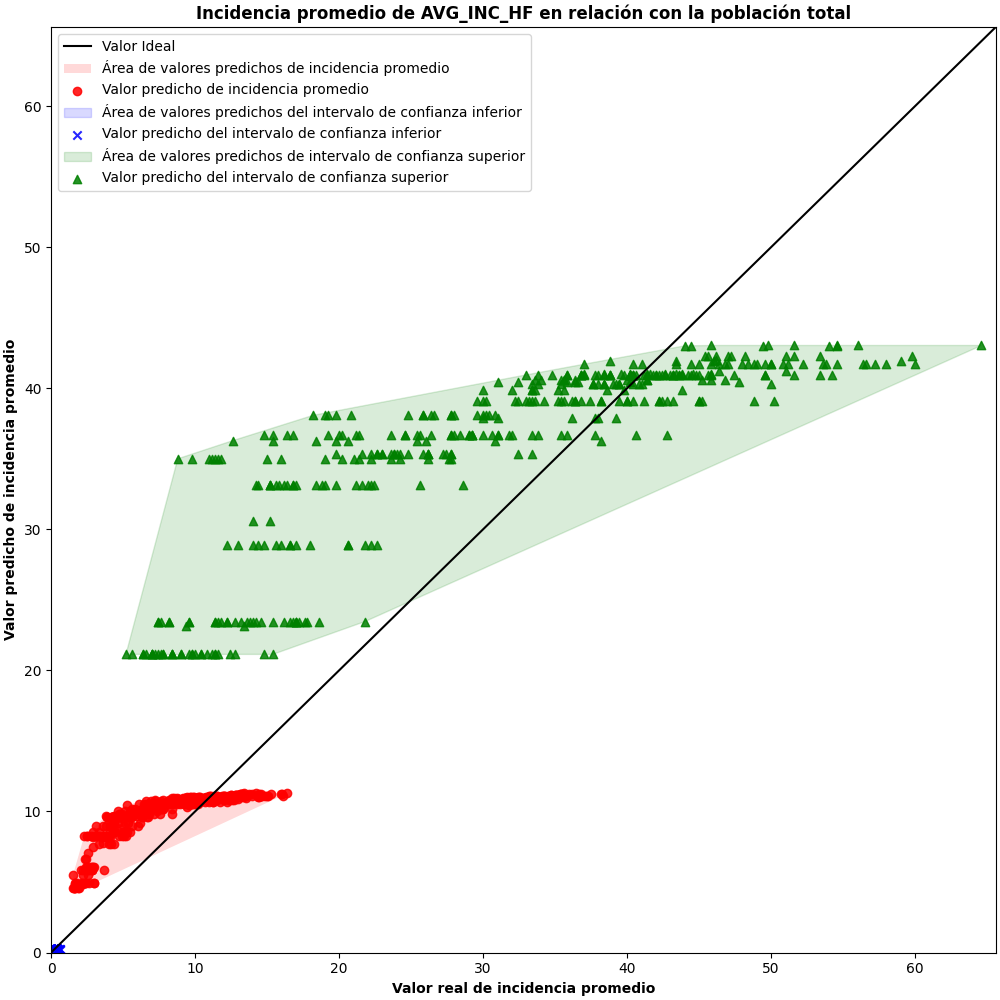 Incidencia promedio de AVG_INC_HF en relación con la población total
Valor Ideal
Área de valores predichos de incidencia promedio
Valor predicho de incidencia promedio
Área de valores predichos del intervalo de confianza inferior
Valor predicho del intervalo de confianza inferior
Área de valores predichos de intervalo de confianza superior
Valor predicho del intervalo de confianza superior
Valor predicho de incidencia promedio
60
50
40
30
20
10
0
0 10 20 30 40 50 60
Valor real de incidencia promedio